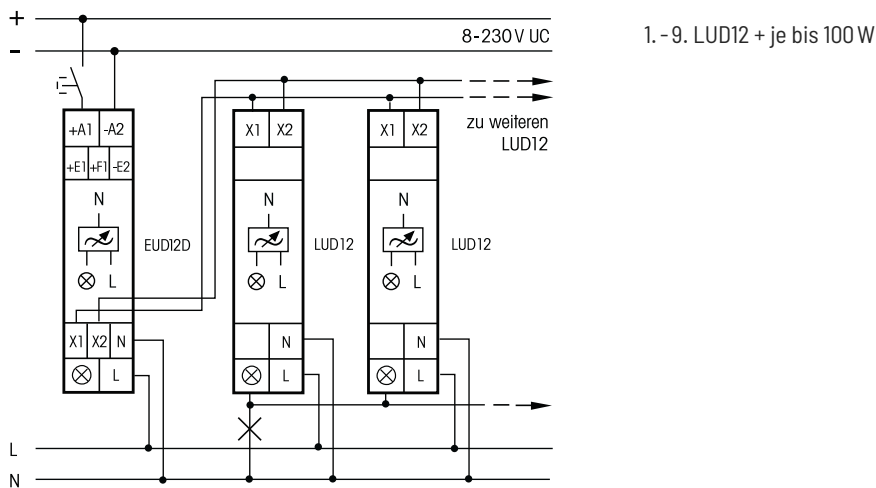 +
-
8-230 V UC
1. - 9. LUD12 + je bis 100 W
+A1 -A2
X1 X2
X1 X2
zu weiteren
LUD12
+E1 +F1 -E2
N
N
N
EUD12D
LUD12
LUD12
L
L
L
X1 X2 N
N
N
L
L
L
L
N